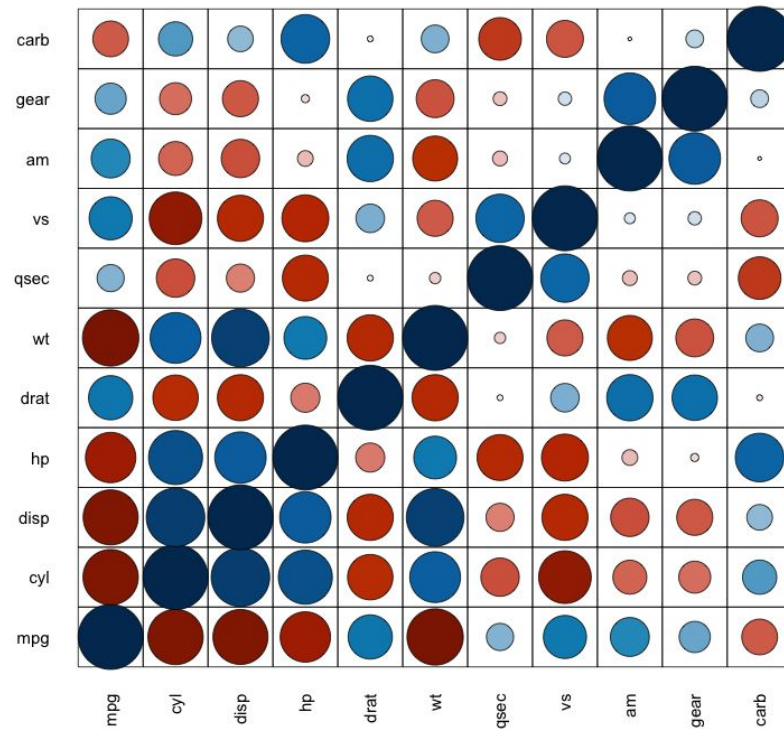 carb
gear
am
vs
qsec
wt
drat
hp
disp
cyl
mpg
mpg cyl disp hp drat wt qsec vs am gear carb